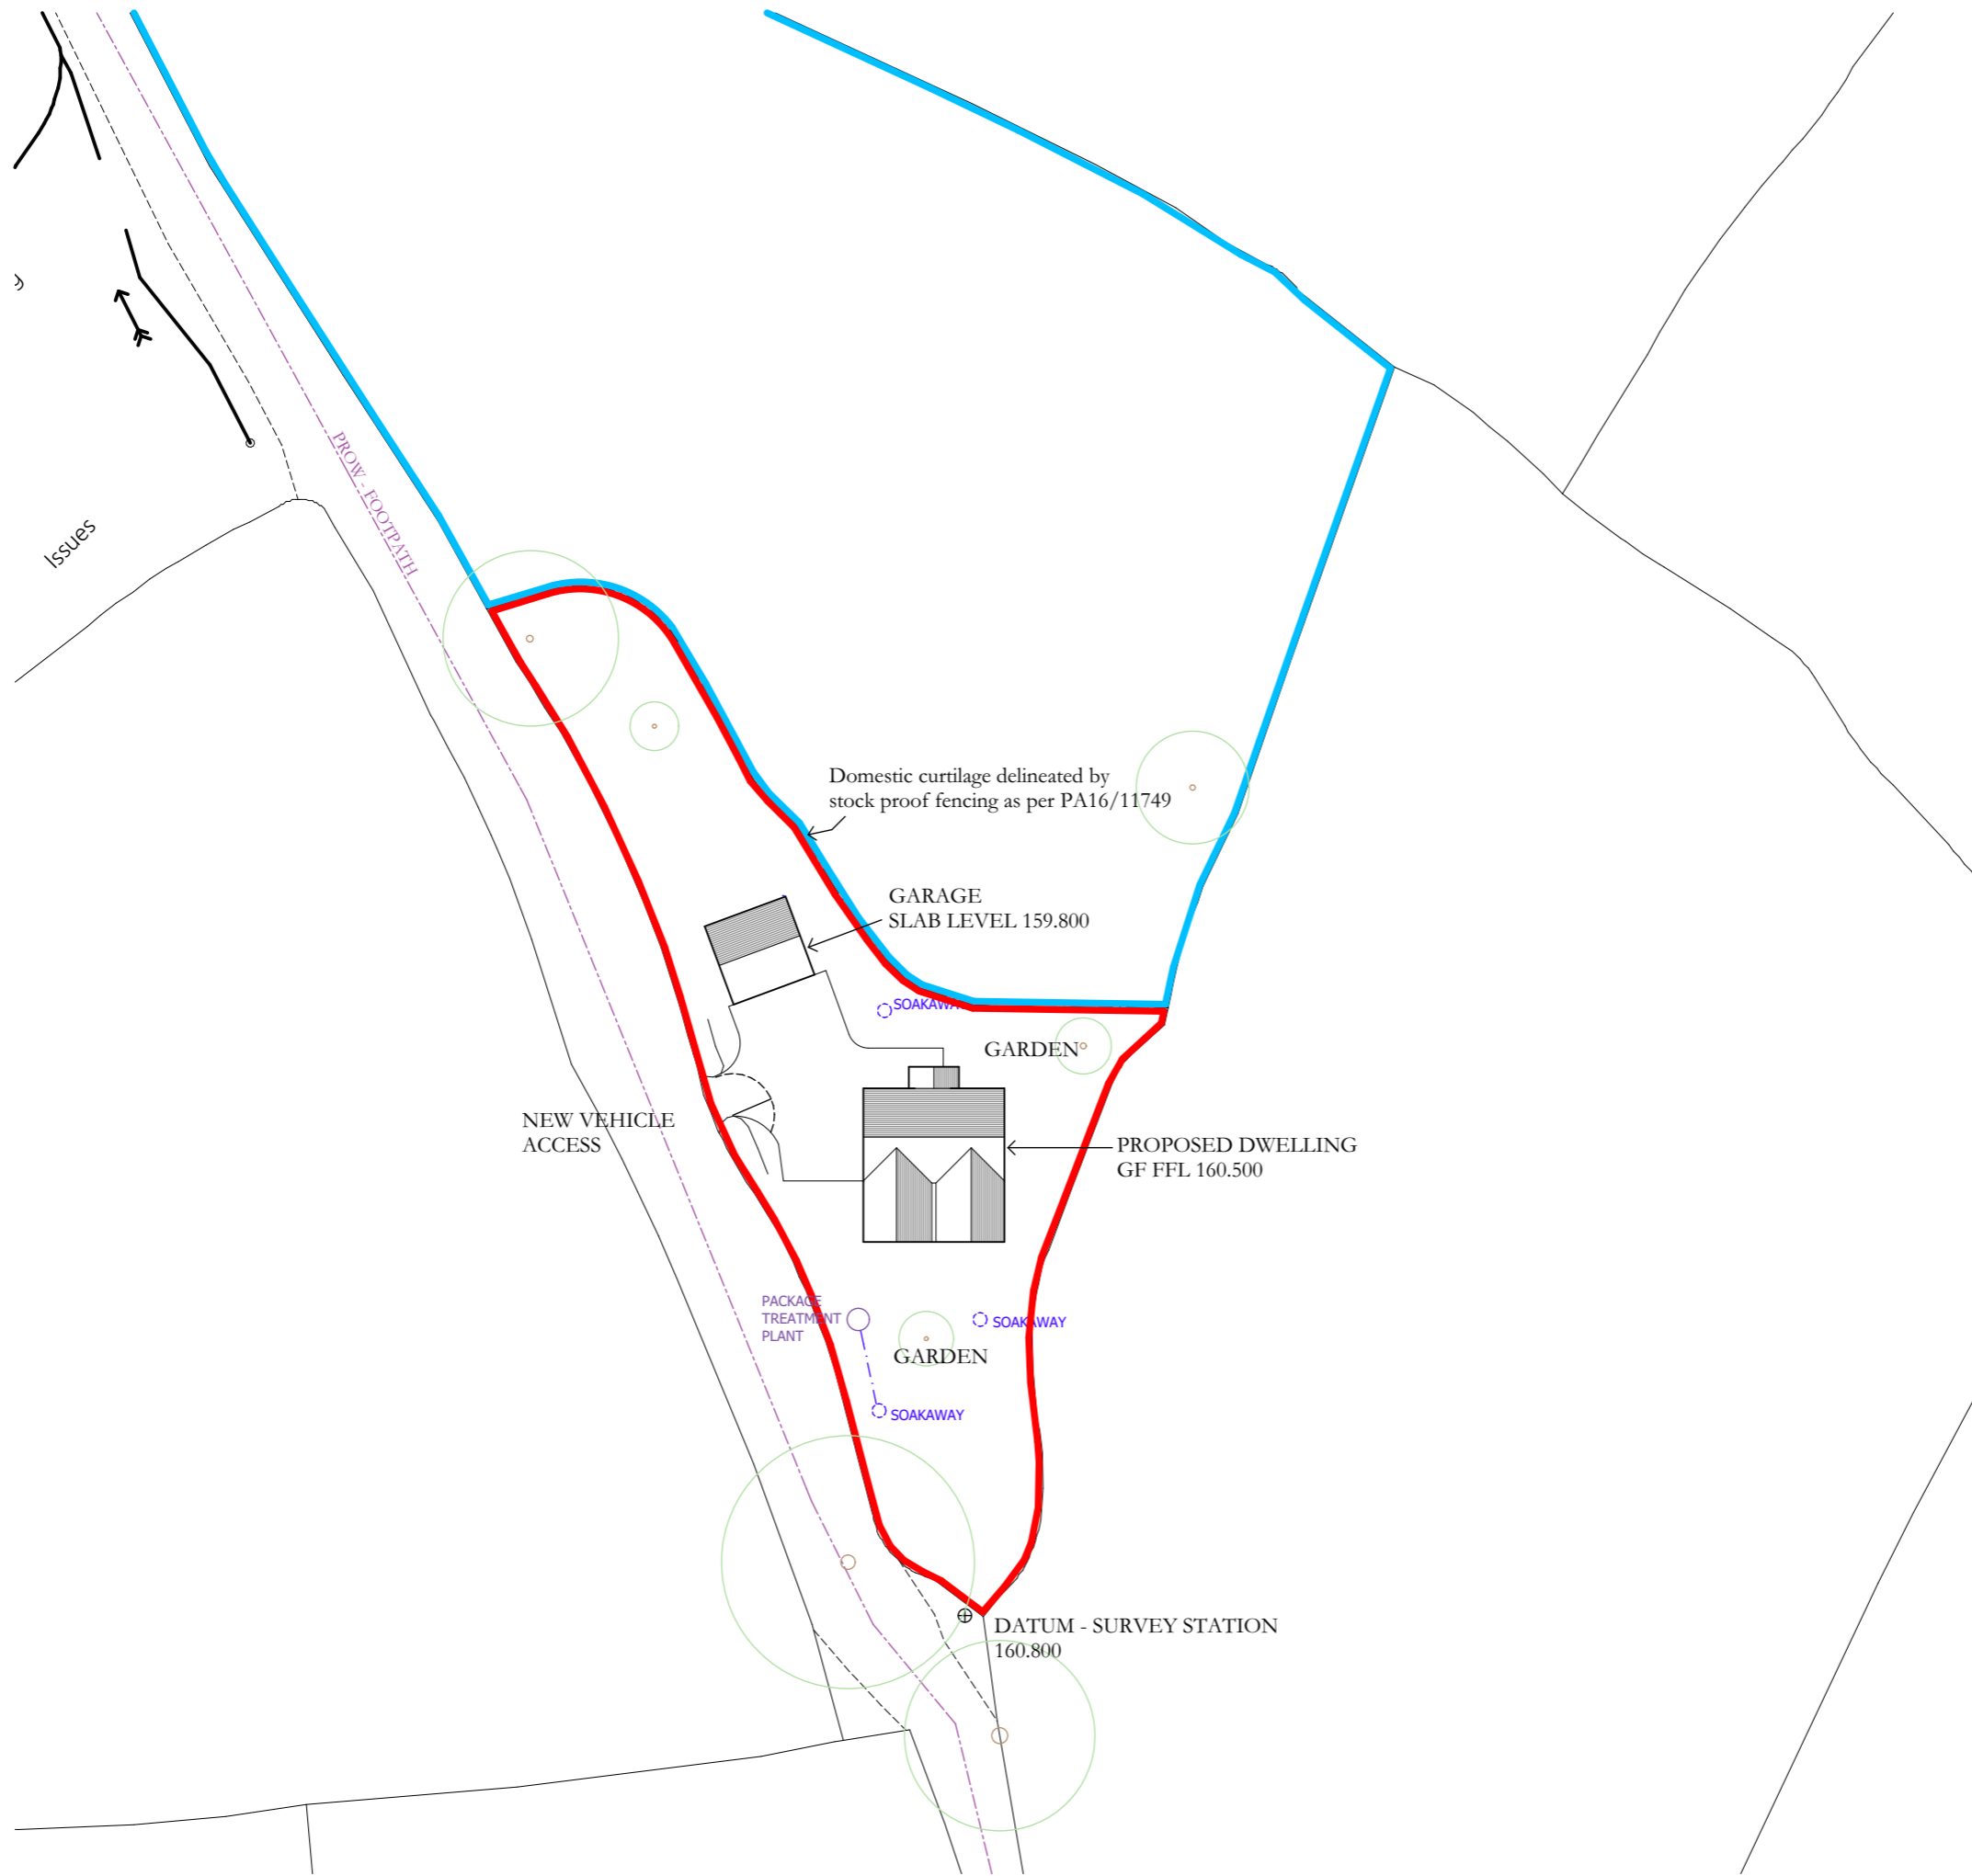 Issues
PROW - FOOTPATH
Domestic curtilage delineated by
stock proof fencing as per PA16/11749
GARAGE
SLAB LEVEL 159.800
SOAKAWAY
GARDEN
NEW VEHICLE
ACCESS
PROPOSED DWELLING
GF FFL 160.500
PACKAGE
TREATMENT
PLANT
SOAKAWAY
GARDEN
SOAKAWAY
DATUM - SURVEY STATION
160.800